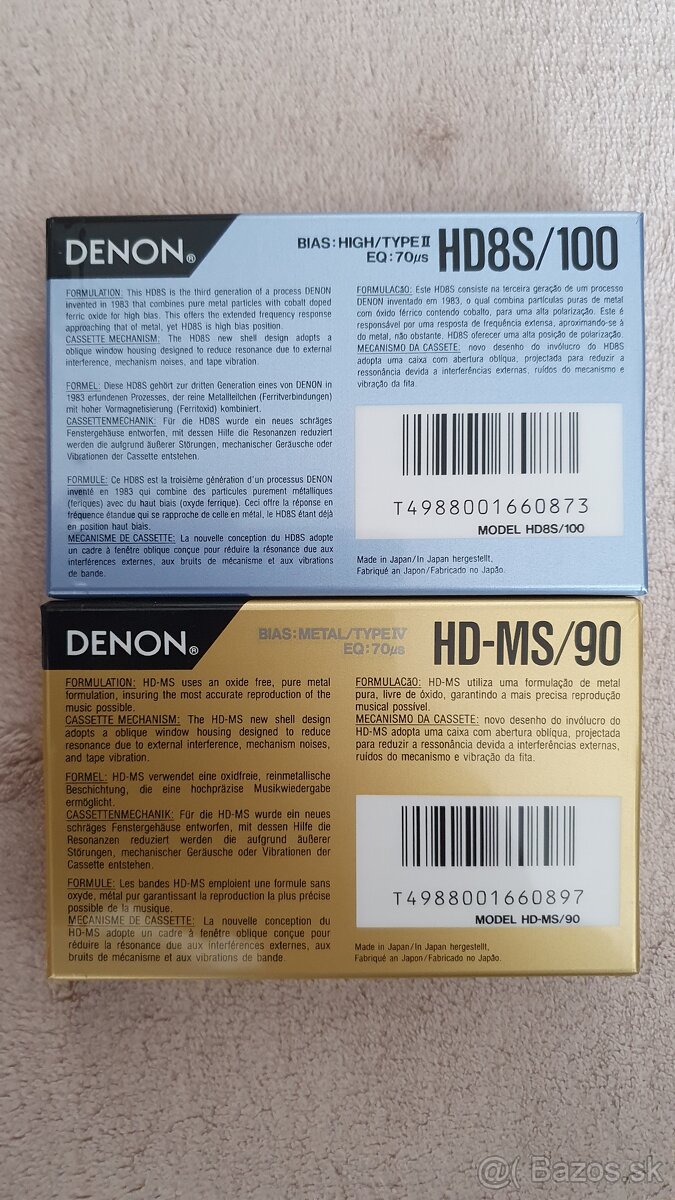 DENON®
BIAS:HIGH/TYPE II
EQ:70µs
HD8S/100
FORMULATION: This HD8S is the third generation of a process DENON
invented in 1983 that combines pure metal particles with cobalt doped
ferric oxide for high bias. This offers the extended frequency response
approaching that of metal, yet HD8S is high bias position.
CASSETTE MECHANISM: The HD8S new shell design adopts a
oblique window housing designed to reduce resonance due to external
interference, mechanism noises, and tape vibration.
FORMEL: Diese HD8S gehört zur dritten Generation eines von DENON in
1983 erfundenen Prozesses, der reine Metallteilchen (Ferritverbindungen)
mit hoher Vormagnetisierung (Ferritoxid) kombiniert.
CASSETTENMECHANIK: Für die HD8S wurde ein neues schräges
Fenstergehäuse entworfen, mit dessen Hilfe die Resonanzen reduziert
werden die aufgrund äußerer Störungen, mechanischer Geräusche oder
Vibrationen der Cassette entstehen.
FORMULE: Ce HD8S est la troisième génération d'un processus DENON
inventé en 1983 qui combine des particules purement métalliques
(feriques) avec du haut biais (oxyde ferrique). Ceci offre la réponse en
fréquence étandue qui se rapproche de celle en métal, le HD8S étant déjà
en position haut biais.
MECANISME DE CASSETTE: La nouvelle conception du HD8S adopte
un cadre à fenêtre oblique conçue pour réduire la résonance due aux
interférences externes, aux bruits de mécanisme et aux vibrations
de bande.
FORMULACãO: Este HD8S consiste na terceira geração de um processo
DENON inventado em 1983, o qual combina partículas puras de metal
com óxido férrico contendo cobalto, para uma alta polarização. Este é
responsável por uma resposta de frequência extensa, aproximando-se à
do metal, não obstante. HD8S oferecer uma alta posição de polarização.
MECANISMO DA CASSETE: novo desenho do invólucro do HD8S
adopta uma caixa com abertura oblíqua, projectada para reduzir a
ressonância devida a interferências externas, ruídos do mecanismo e
vibração da fita.
T4988001660873
MODEL HD8S/100
Made in Japan/In Japan hergestellt,
Fabriqué an Japon/Fabricado no Japão.
DENON®
BIAS:METAL/TYPE IV
EQ:70µs
HD-MS/90
FORMULATION: HD-MS uses an oxide free, pure metal
formulation, insuring the most accurate reproduction of the
music possible.
CASSETTE MECHANISM: The HD-MS new shell design
adopts a oblique window housing designed to reduce
resonance due to external interference, mechanism noises,
and tape vibration.
FORMEL: HD-MS verwendet eine oxidfreie, reinmetallische
Beschichtung, die eine hochpräzise Musikwiedergabe
ermöglicht.
CASSETTENMECHANIK: Für die HD-MS wurde ein neues
schräges Fenstergehäuse entworfen, mit dessen Hilfe die
Resonanzen reduziert werden die aufgrund äußerer
Störungen, mechanischer Geräusche oder Vibrationen der
Cassette entstehen.
FORMULE: Les bandes HD-MS emploient une formule sans
oxyde, métal pur garantissant la reproduction la plus précise
possible de la musique.
MECANISME DE CASSETTE: La nouvelle conception du
HD-MS adopte un cadre à fenêtre oblique conçue pour
réduire la résonance due aux interférences externes, aux
bruits de mécanisme et aux vibrations de bande.
FORMULACãO: HD-MS utiliza uma formulação de metal
pura, livre de óxido, garantindo a mais precisa reprodução
musical possível.
MECANISMO DA CASSETE: novo desenho do invólucro do
HD-MS adopta uma caixa com abertura oblíqua, projectada
para reduzir a ressonância devida a interferências externas,
ruídos do mecanismo e vibração da fita.
T4988001660897
MODEL HD-MS/90
Made in Japan/In Japan hergestellt,
Fabriqué an Japon/Fabricado no Japão.
@( Bazos.sk